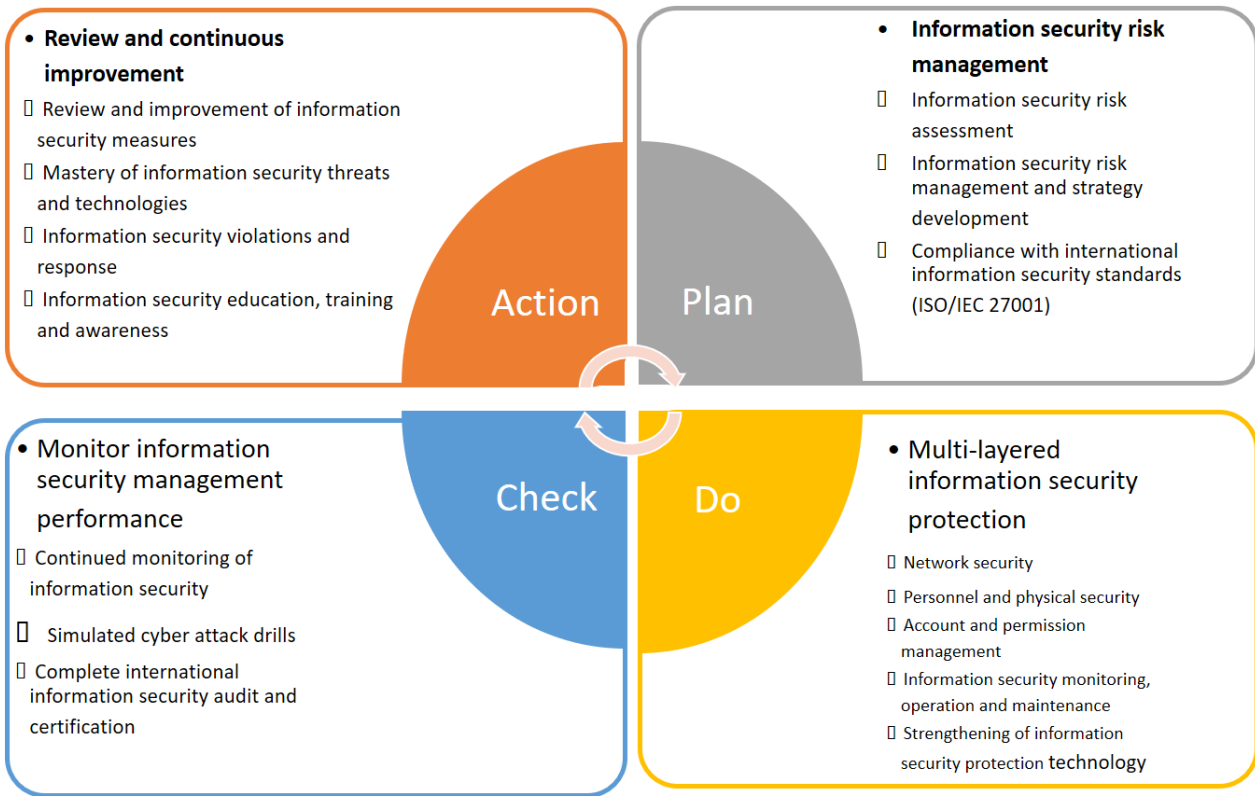 • Review and continuous
improvement
▯ Review and improvement of information
security measures
▯ Mastery of information security threats
and technologies
▯ Information security violations and
response
▯ Information security education, training
and awareness
Action
• Information security risk
management
▯ Information security risk
assessment
▯ Information security risk
management and strategy
development
▯ Compliance with international
information security standards
(ISO/IEC 27001)
Plan
• Monitor information
security management
performance
▯ Continued monitoring of
information security
▯ Simulated cyber attack drills
▯ Complete international
information security audit and
certification
Check
Do
• Multi-layered
information security
protection
▯ Network security
▯ Personnel and physical security
▯ Account and permission
management
▯ Information security monitoring,
operation and maintenance
▯ Strengthening of information
security protection technology